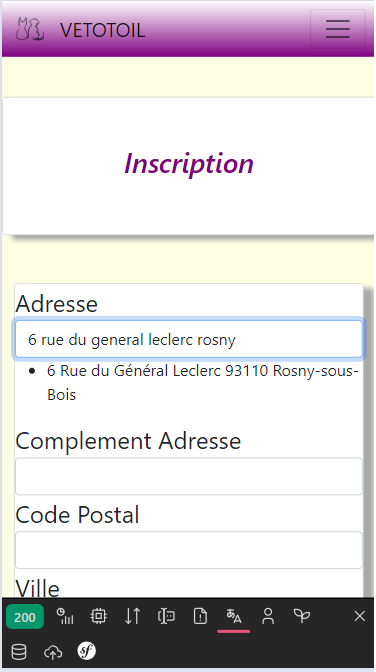 VETOTOIL
Inscription
Adresse
6 rue du general leclerc rosny
6 Rue du Général Leclerc 93110 Rosny-sous-
Bois
Complement Adresse
Code Postal
Ville
200